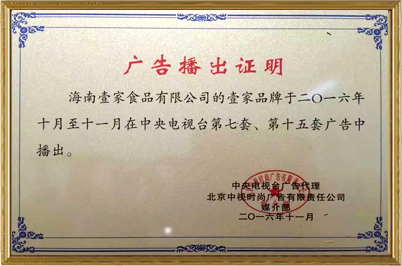 广告播出证明
海南壹家食品有限公司的壹家品牌于二〇一六年
十月至十一月在中央电视台第七套、第十五套广告中
播出。
中央电视台广告代理
北京中视时尚广告有限责任公司
媒介部
二〇一六年十一月